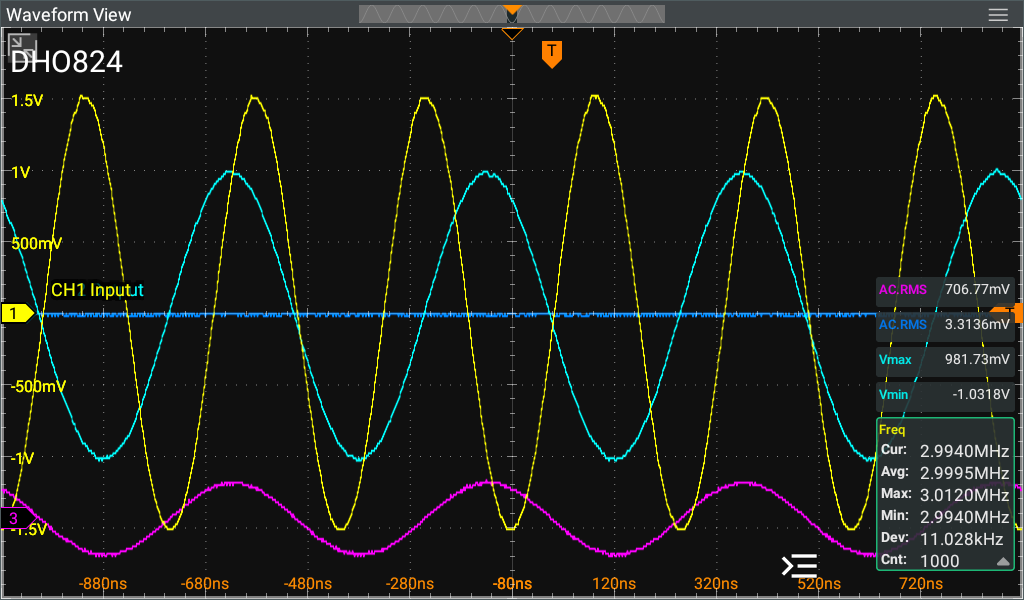 Waveform View
T
DHO824
1.5V
1V
500mV
CH1 Input
1
AC.RMS 706.77mV
AC.RMS 3.3136mV
Vmax 981.73mV
-500mV
Vmin -1.0318V
Freq
Cur: 2.9940MHz
-1V
Avg: 2.9995MHz
Max: 3.0120MHz
3
Min: 2.9940MHz
-1.5V
Dev: 11.028kHz
Cnt: 1000
-880ns -680ns -480ns -280ns -80ns 120ns 320ns 520ns 720ns